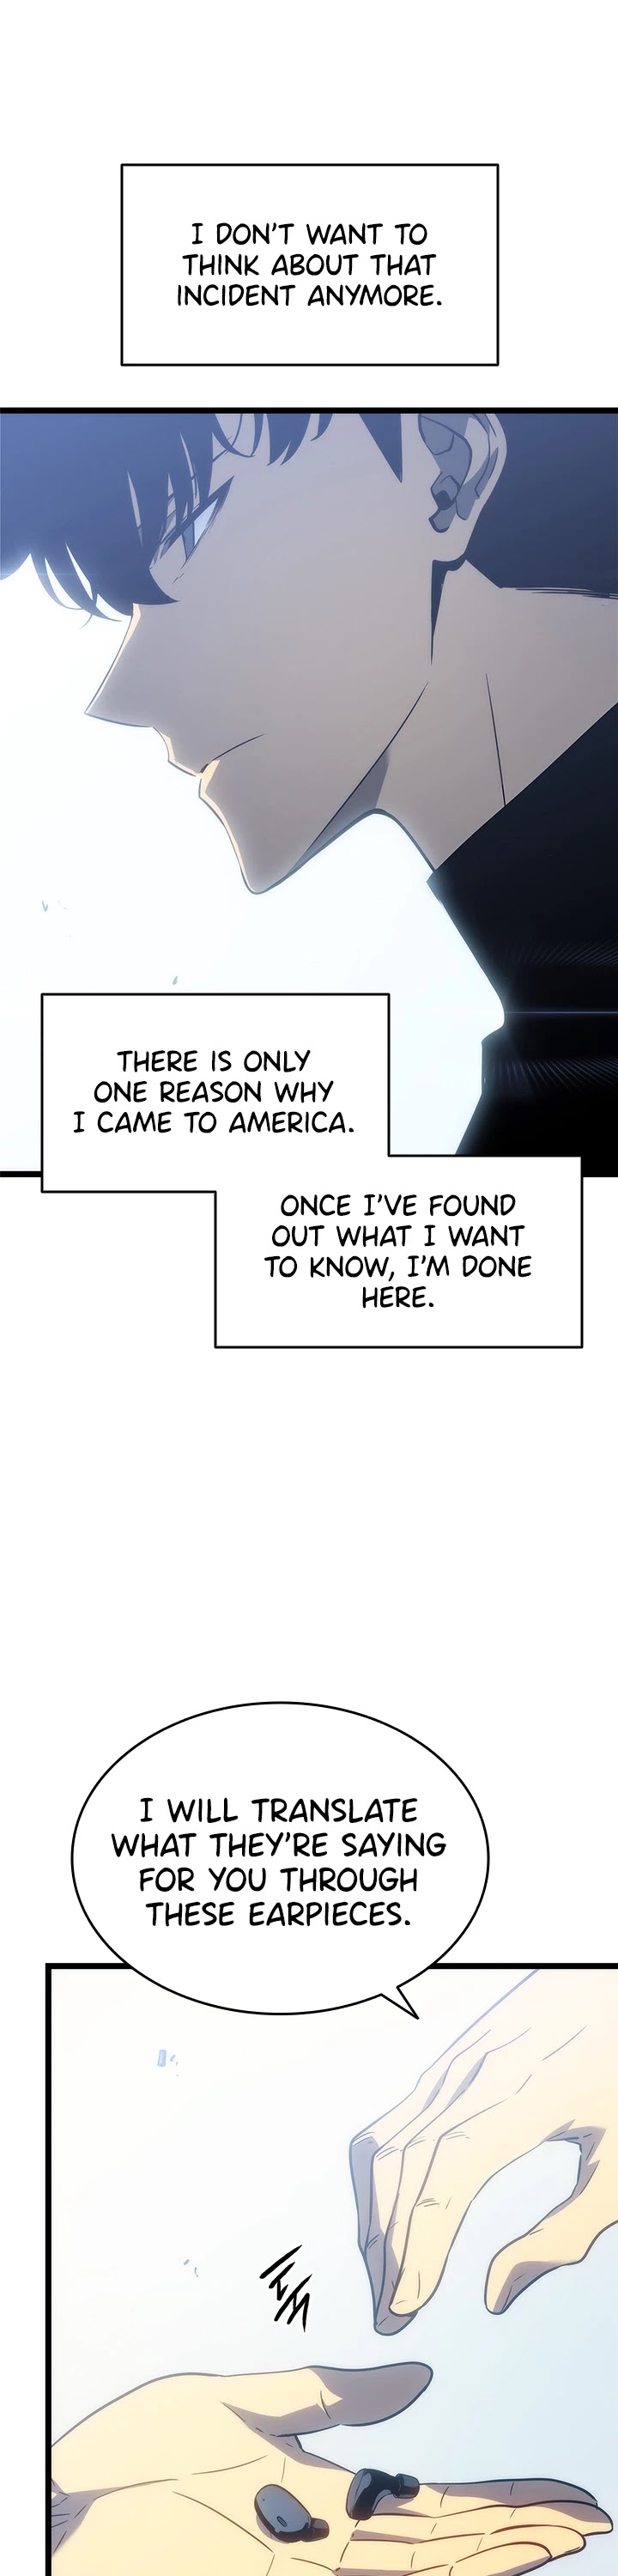 I DON'T WANT TO
THINK ABOUT THAT
INCIDENT ANYMORE.
THERE IS ONLY
ONE REASON WHY
I CAME TO AMERICA.
ONCE I'VE FOUND
OUT WHAT I WANT
TO KNOW, I'M DONE
HERE.
I WILL TRANSLATE
WHAT THEY'RE SAYING
FOR YOU THROUGH
THESE EARPIECES.